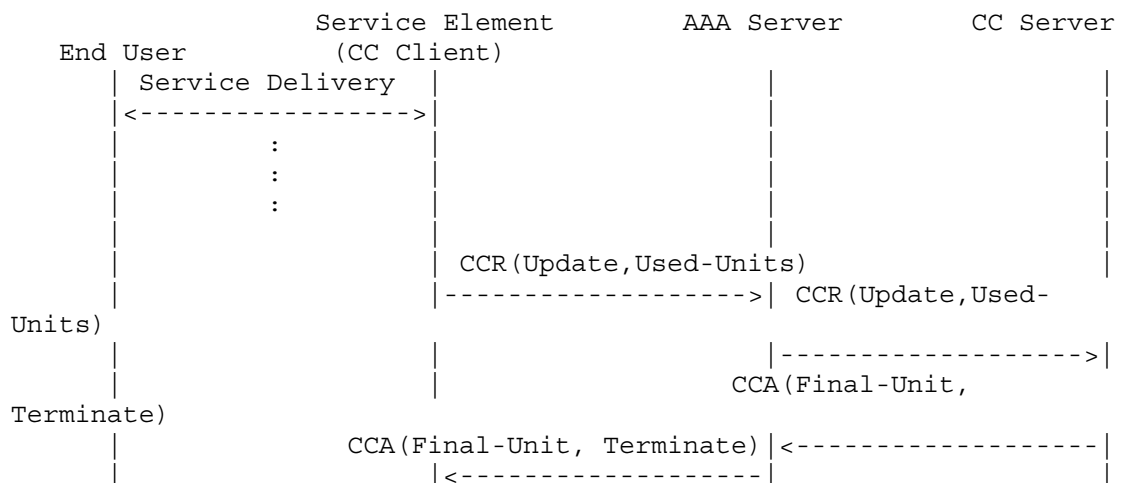 Service Element AAA Server CC Server
End User (CC Client)
| Service Delivery | | |
|<------------------>| | |
| : | | |
| : | | |
| : | | |
| | | |
| | CCR(Update,Used-Units) |
| |------------------->| CCR(Update,Used-
Units)
| | |------------------->|
| | CCA(Final-Unit,
Terminate)
| CCA(Final-Unit, Terminate)|<-------------------|
| |<-------------------| |